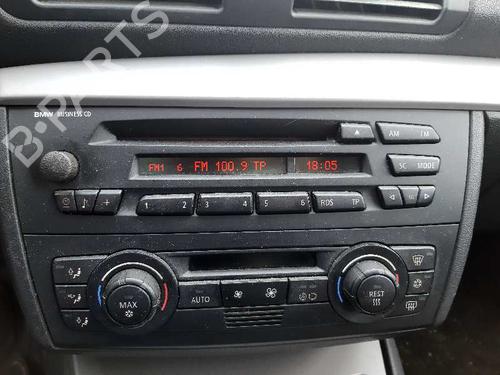 B-PARTS
BMW BUSINESS CD
AM FM
FM1 6 FM 100.9 TP 18:05
SC MODE
1 2 3 4 5 6 RDS TP
MAX AUTO REST